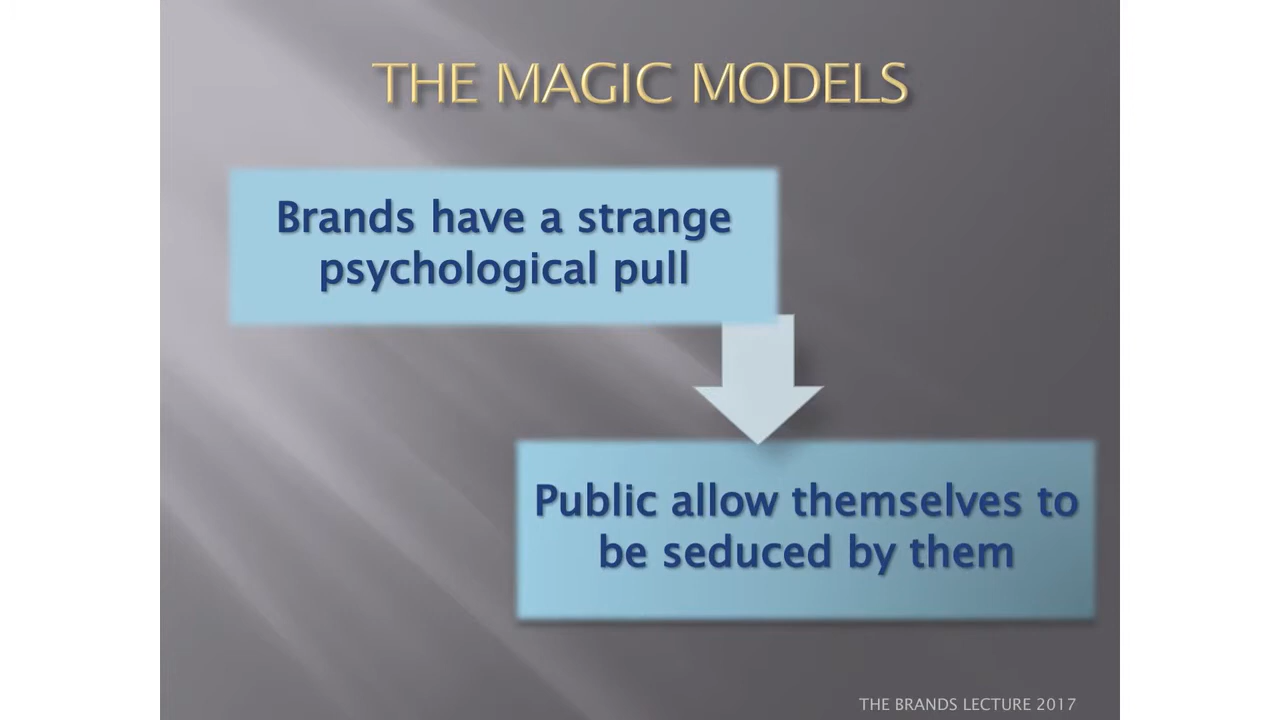 THE MAGIC MODELS
Brands have a strange
psychological pull
Public allow themselves to
be seduced by them
THE BRANDS LECTURE 2017